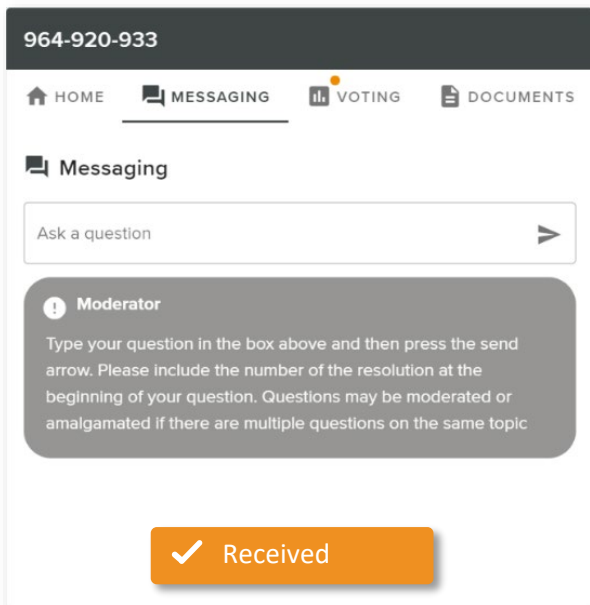 964-920-933
HOME MESSAGING VOTING DOCUMENTS
Messaging
Ask a question
Moderator
Type your question in the box above and then press the send
arrow. Please include the number of the resolution at the
beginning of your question. Questions may be moderated or
amalgamated if there are multiple questions on the same topic
Received